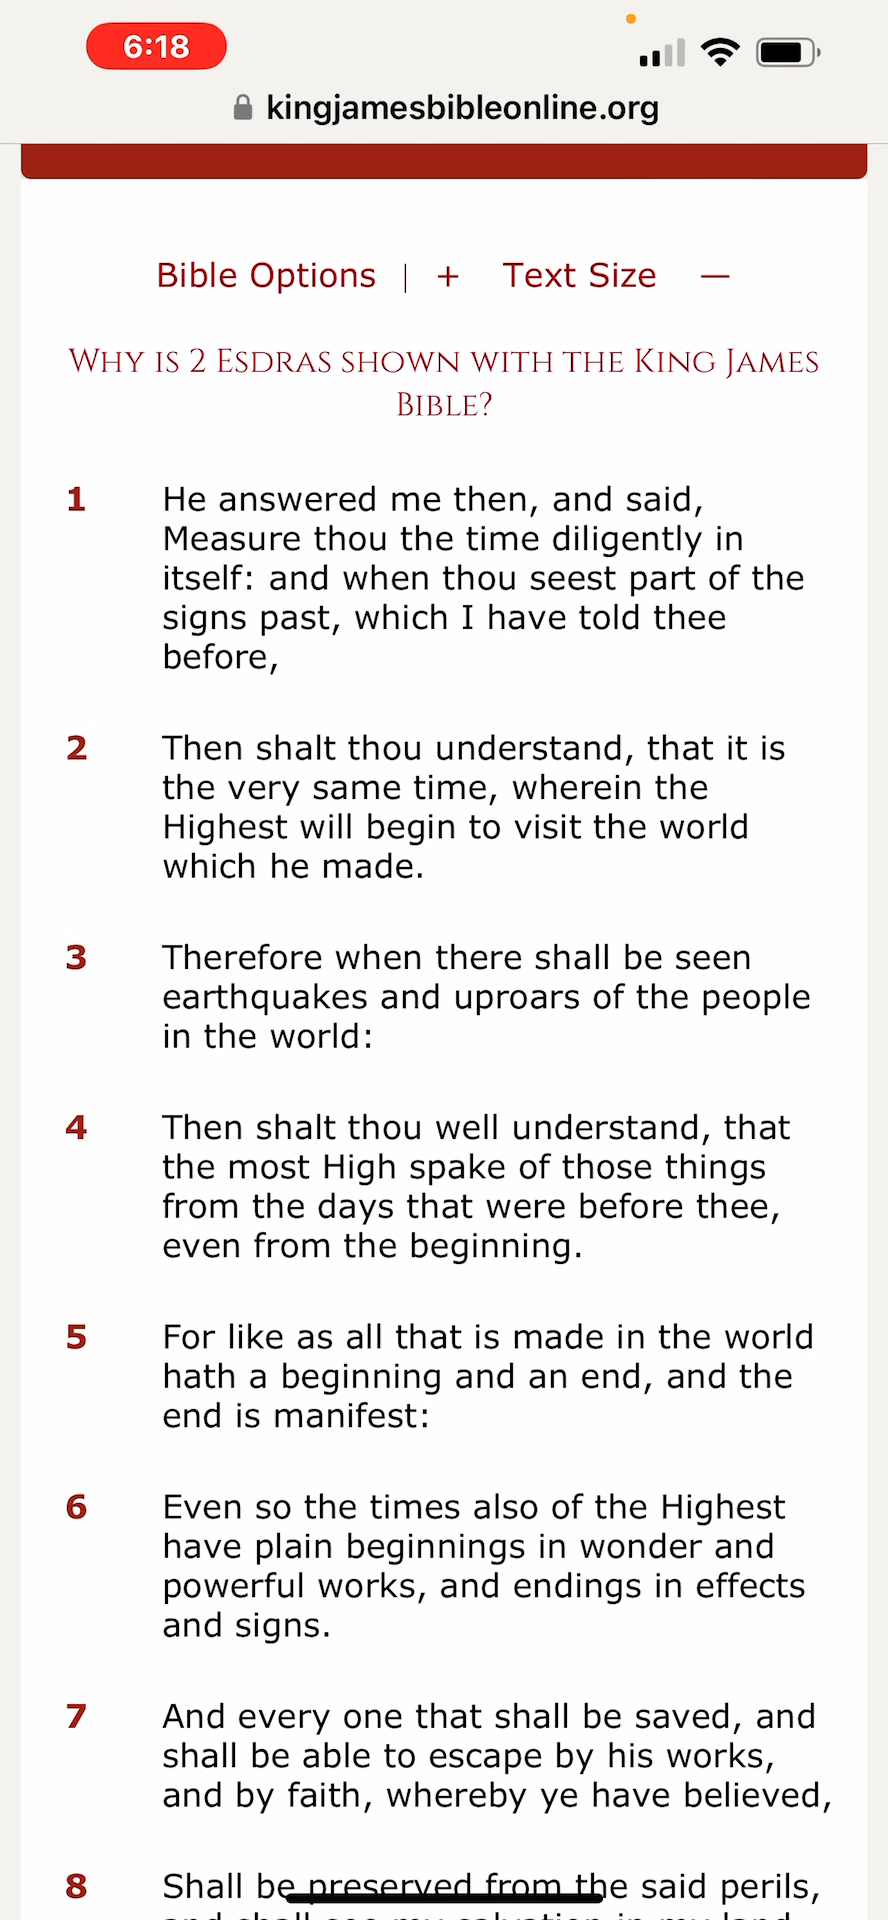 6:18
kingjamesbibleonline.org
Bible Options | + Text Size —
Why is 2 Esdras shown with the King James
Bible?
1 He answered me then, and said,
Measure thou the time diligently in
itself: and when thou seest part of the
signs past, which I have told thee
before,
2 Then shalt thou understand, that it is
the very same time, wherein the
Highest will begin to visit the world
which he made.
3 Therefore when there shall be seen
earthquakes and uproars of the people
in the world:
4 Then shalt thou well understand, that
the most High spake of those things
from the days that were before thee,
even from the beginning.
5 For like as all that is made in the world
hath a beginning and an end, and the
end is manifest:
6 Even so the times also of the Highest
have plain beginnings in wonder and
powerful works, and endings in effects
and signs.
7 And every one that shall be saved, and
shall be able to escape by his works,
and by faith, whereby ye have believed,
8 Shall be preserved from the said perils,
and shall see my salvation in my land,